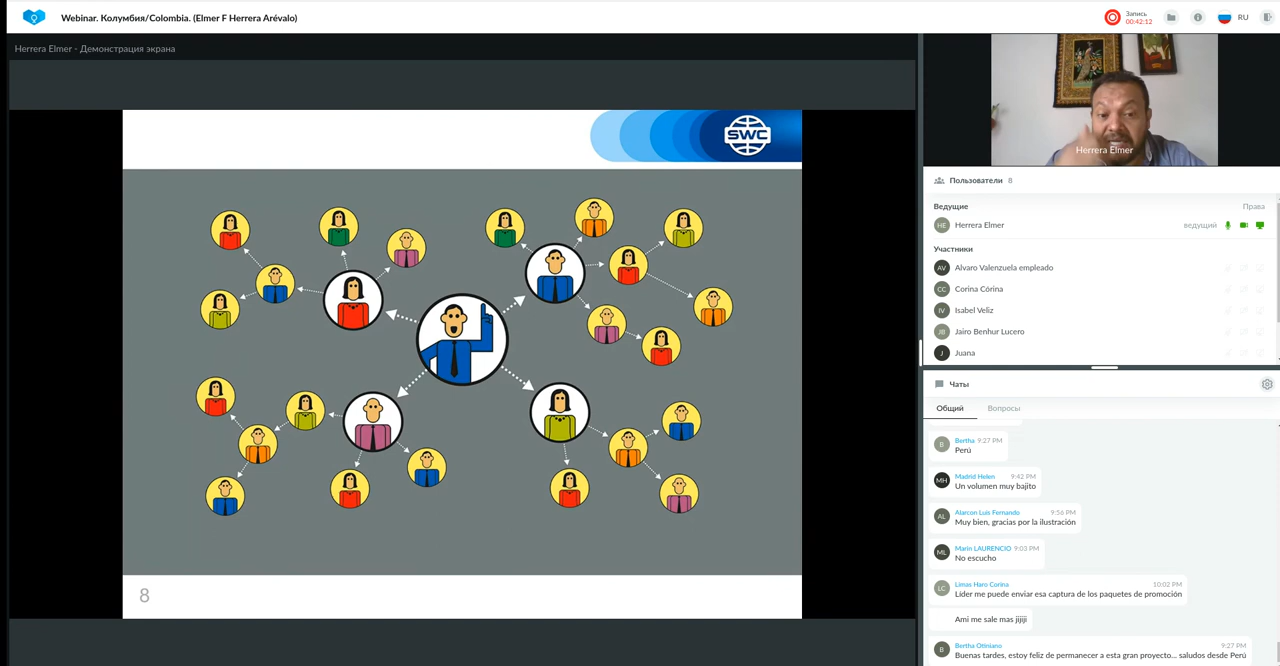 Webinar. Колумбия/Colombia. (Elmer F Herrera Arévalo)
Запись
00:42:12
RU
Herrera Elmer - Демонстрация экрана
SWC
8
Herrera Elmer
Пользователи 8
Ведущие Права
HE Herrera Elmer ведущий
Участники
AV Alvaro Valenzuela empleado
CC Corina Córina
IV Isabel Veliz
JB Jairo Benhur Lucero
J Juana
Чаты
Общий Вопросы
B Bertha 9:27 PM
Perú
MH Madrid Helen 9:42 PM
Un volumen muy bajito
AL Alarcon Luis Fernando 9:56 PM
Muy bien, gracias por la ilustración
ML Marin LAURENCIO 9:03 PM
No escucho
LC Limas Haro Corina 10:02 PM
Líder me puede enviar esa captura de los paquetes de promoción
Ami me sale mas jijiji
B Bertha Otiniano 9:27 PM
Buenas tardes, estoy feliz de permanecer a esta gran proyecto... saludos desde Perú